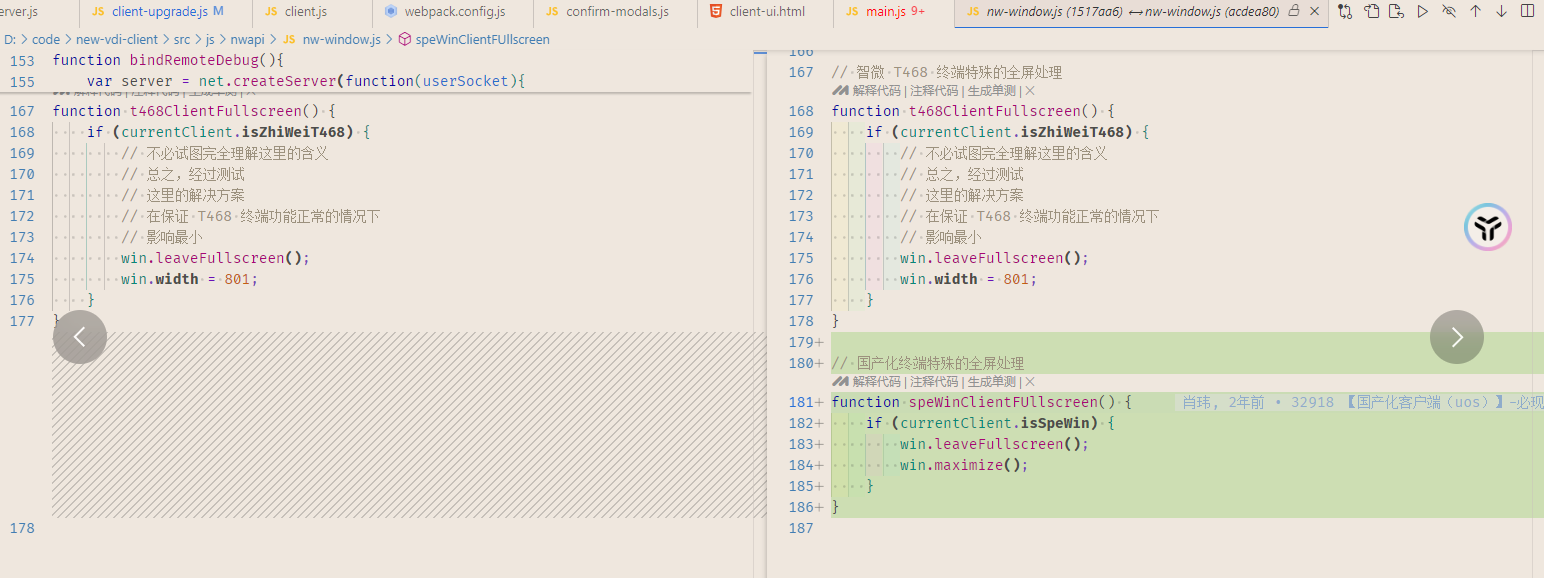 erver.js
JS client-upgrade.js M
JS client.js
webpack.config.js
JS confirm-modals.js
client-ui.html
JS main.js 9+
JS nw-window.js (1517aa6) ↔ nw-window.js (acdea80)
D: > code > new-vdi-client > src > js > nwapi > JS nw-window.js > speWinClientFUllscreen
153 function bindRemoteDebug(){
155 var server = net.createServer(function(userSocket){
解释代码 | 注释代码 | 生成单测 | ×
167 function t468ClientFullscreen() {
168 if (currentClient.isZhiWeiT468) {
169 // 不必试图完全理解这里的含义
170 // 总之，经过测试
171 // 这里的解决方案
172 // 在保证 T468 终端功能正常的情况下
173 // 影响最小
174 win.leaveFullscreen();
175 win.width = 801;
176 }
177 }
178
166
167 // 智微 T468 终端特殊的全屏处理
解释代码 | 注释代码 | 生成单测 | ×
168 function t468ClientFullscreen() {
169 if (currentClient.isZhiWeiT468) {
170 // 不必试图完全理解这里的含义
171 // 总之，经过测试
172 // 这里的解决方案
173 // 在保证 T468 终端功能正常的情况下
174 // 影响最小
175 win.leaveFullscreen();
176 win.width = 801;
177 }
178 }
179+
180+ // 国产化终端特殊的全屏处理
解释代码 | 注释代码 | 生成单测 | ×
181+ function speWinClientFUllscreen() { 肖玮, 2年前 • 32918 【国产化客户端（uos）】-必现
182+ if (currentClient.isSpeWin) {
183+ win.leaveFullscreen();
184+ win.maximize();
185+ }
186+ }
187